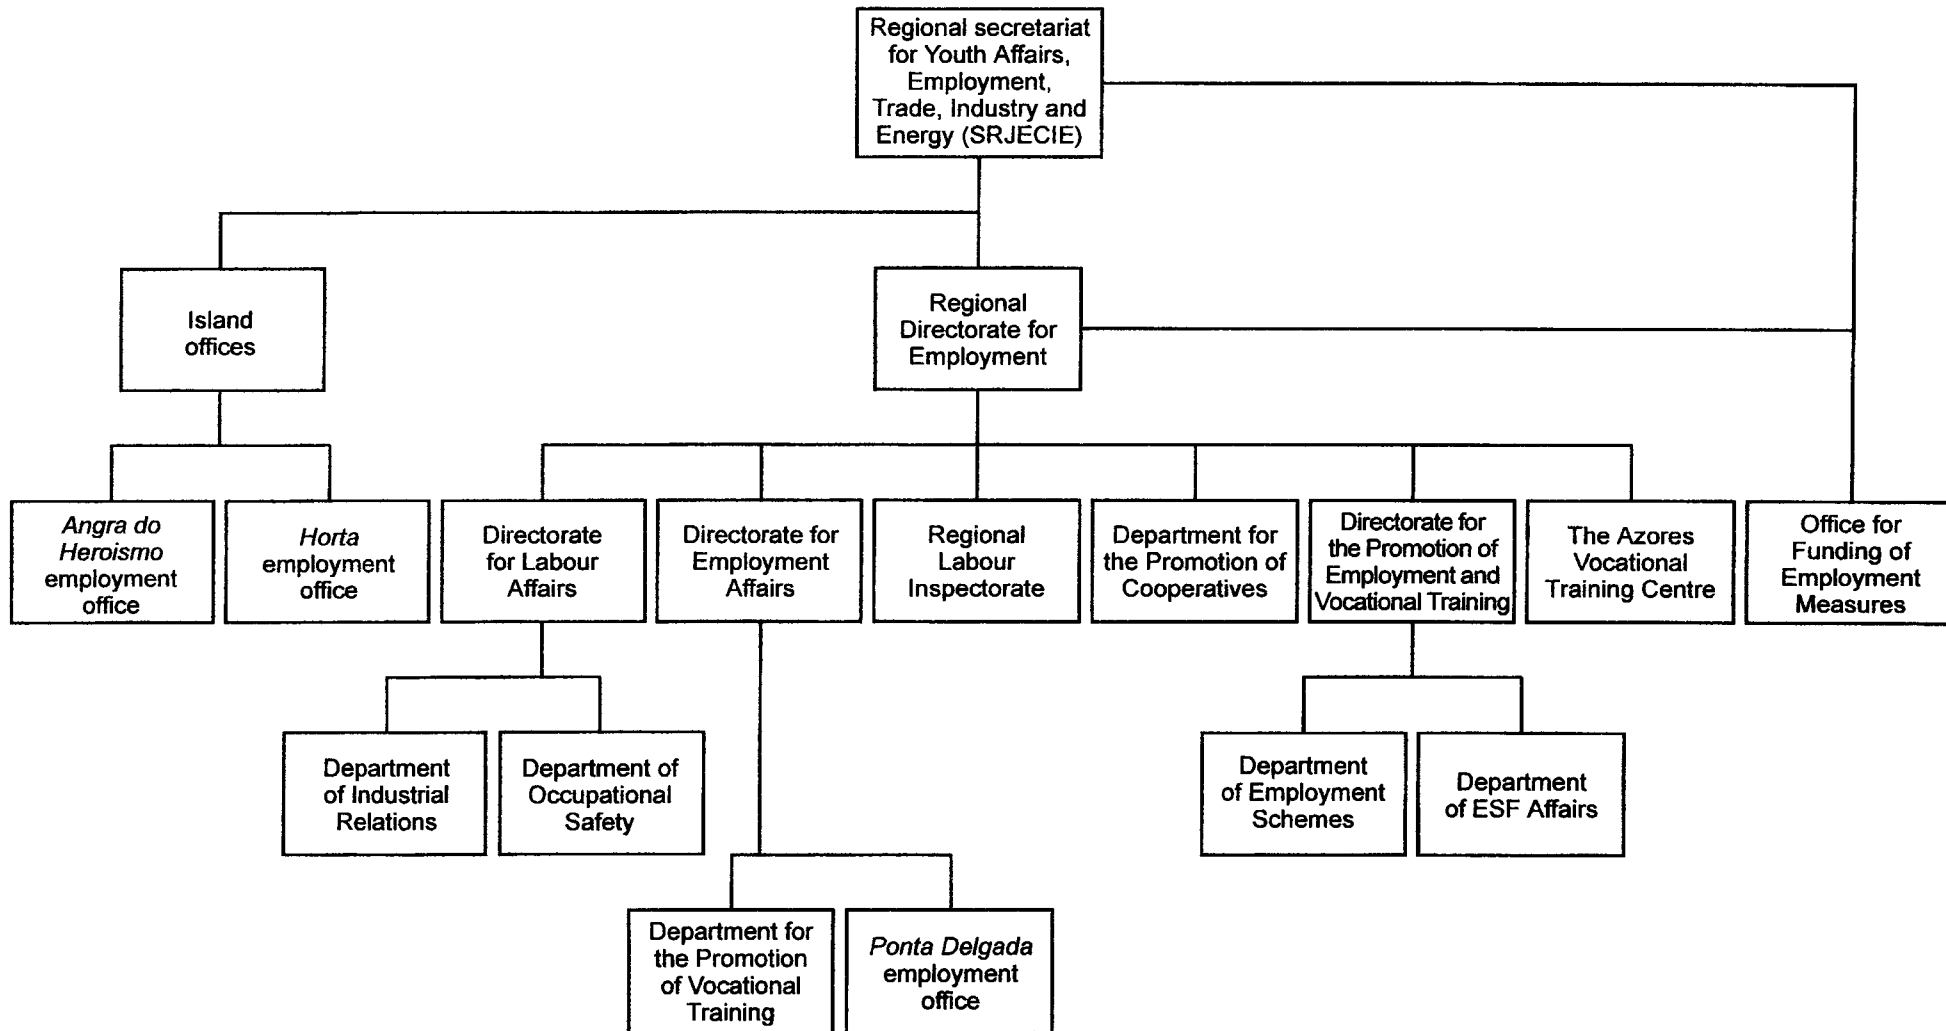 Regional secretariat
for Youth Affairs,
Employment,
Trade, Industry and
Energy (SRJECIE)
Island
offices
Regional
Directorate for
Employment
Angra do
Heroismo
employment
office
Horta
employment
office
Directorate
for Labour
Affairs
Directorate for
Employment
Affairs
Regional
Labour
Inspectorate
Department for
the Promotion of
Cooperatives
Directorate for
the Promotion of
Employment and
Vocational Training
The Azores
Vocational
Training Centre
Office for
Funding of
Employment
Measures
Department
of Industrial
Relations
Department of
Occupational
Safety
Department
of Employment
Schemes
Department
of ESF Affairs
Department for
the Promotion
of Vocational
Training
Ponta Delgada
employment
office